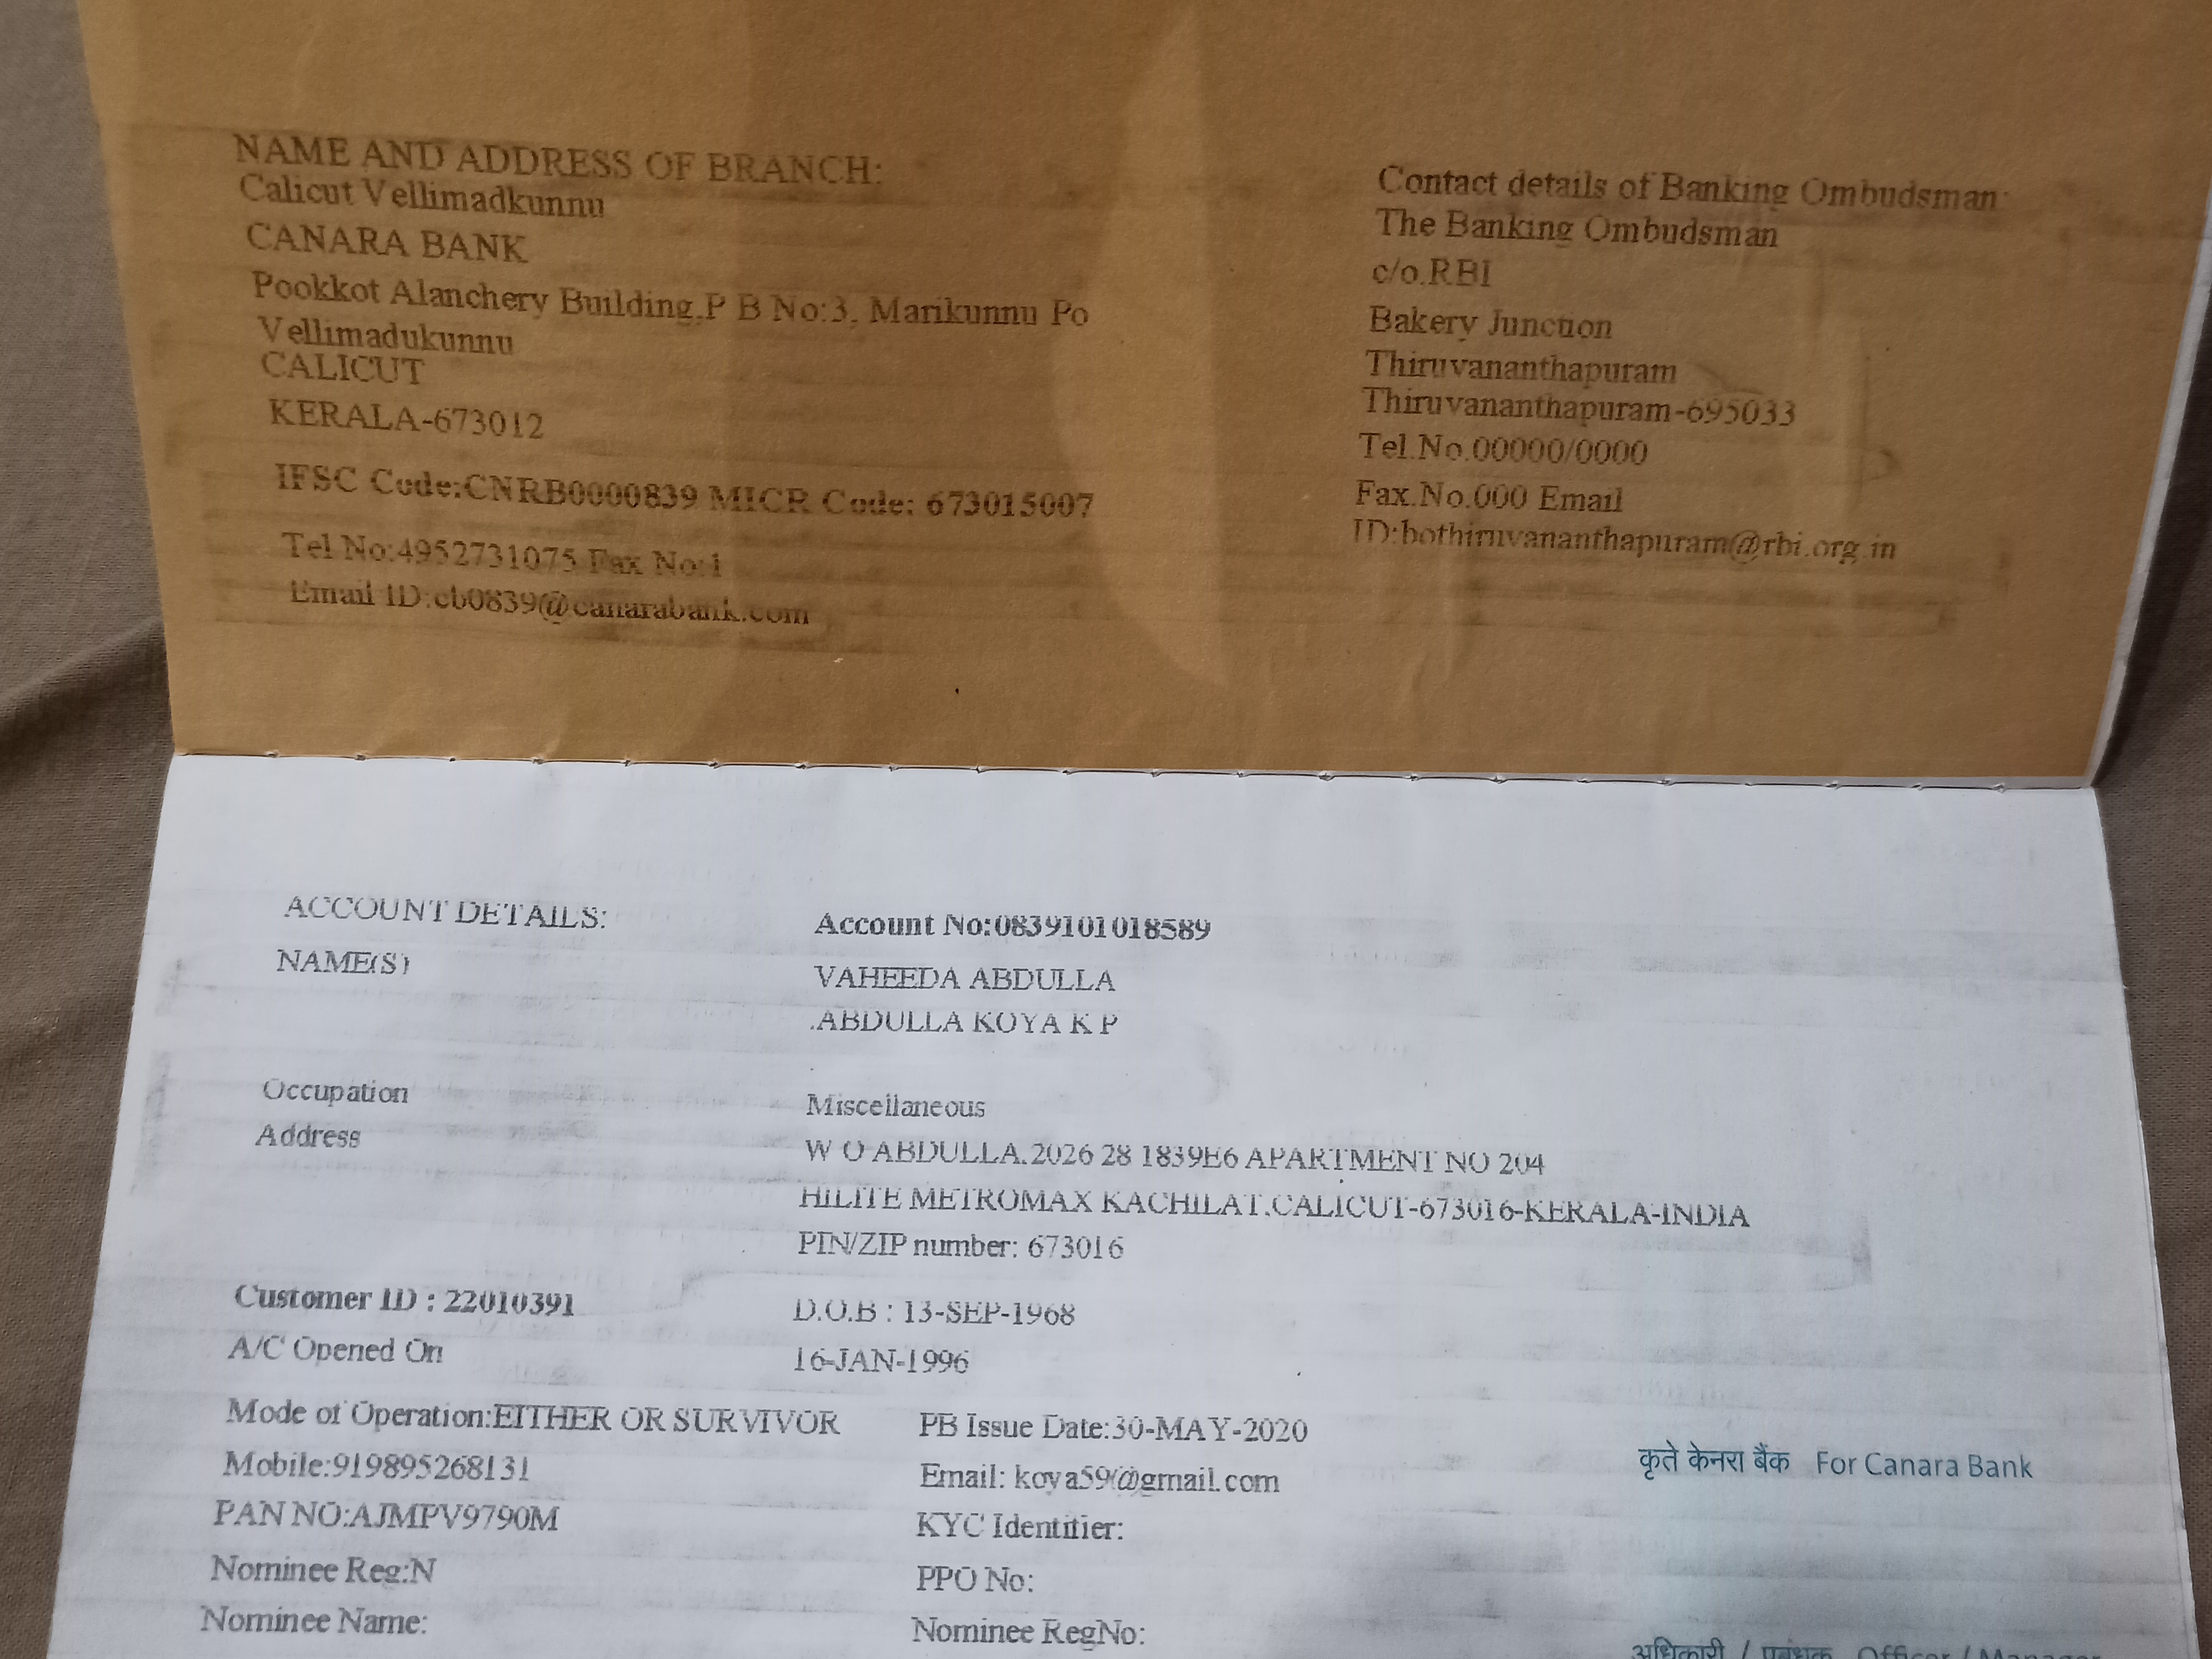 NAME AND ADDRESS OF BRANCH:
Calicut Vellimadkunnu
CANARA BANK
Pookkot Alanchery Building,P B No:3, Marikunnu Po
Vellimadukunnu
CALICUT
KERALA-673012
IFSC Code:CNRB0000839 MICR Code: 673015007
Tel No:4952731075 Fax No:1
Email ID:cb0839@canarabank.com
Contact details of Banking Ombudsman:
The Banking Ombudsman
c/o.RBI
Bakery Junction
Thiruvananthapuram
Thiruvananthapuram-695033
Tel.No.00000/0000
Fax.No.000 Email
ID:bothiruvananthapuram@rbi.org.in
ACCOUNT DETAILS: Account No:0839101018589
NAME(S) VAHEEDA ABDULLA
.ABDULLA KOYA K P
Occupation Miscellaneous
Address W O ABDULLA.2026 28 1839E6 APARTMENT NO 204
HILITE METROMAX KACHILAT,CALICUT-673016-KERALA-INDIA
PIN/ZIP number: 673016
Customer ID : 22010391 D.O.B : 13-SEP-1968
A/C Opened On 16-JAN-1996
Mode of Operation:EITHER OR SURVIVOR PB Issue Date:30-MAY-2020
Mobile:919895268131 Email: koya59@gmail.com
कृते केनरा बैंक For Canara Bank
PAN NO:AJMPV9790M KYC Identifier:
Nominee Reg:N PPO No:
Nominee Name: Nominee RegNo:
अधिकारी / प्रबंधक Officer / Manager